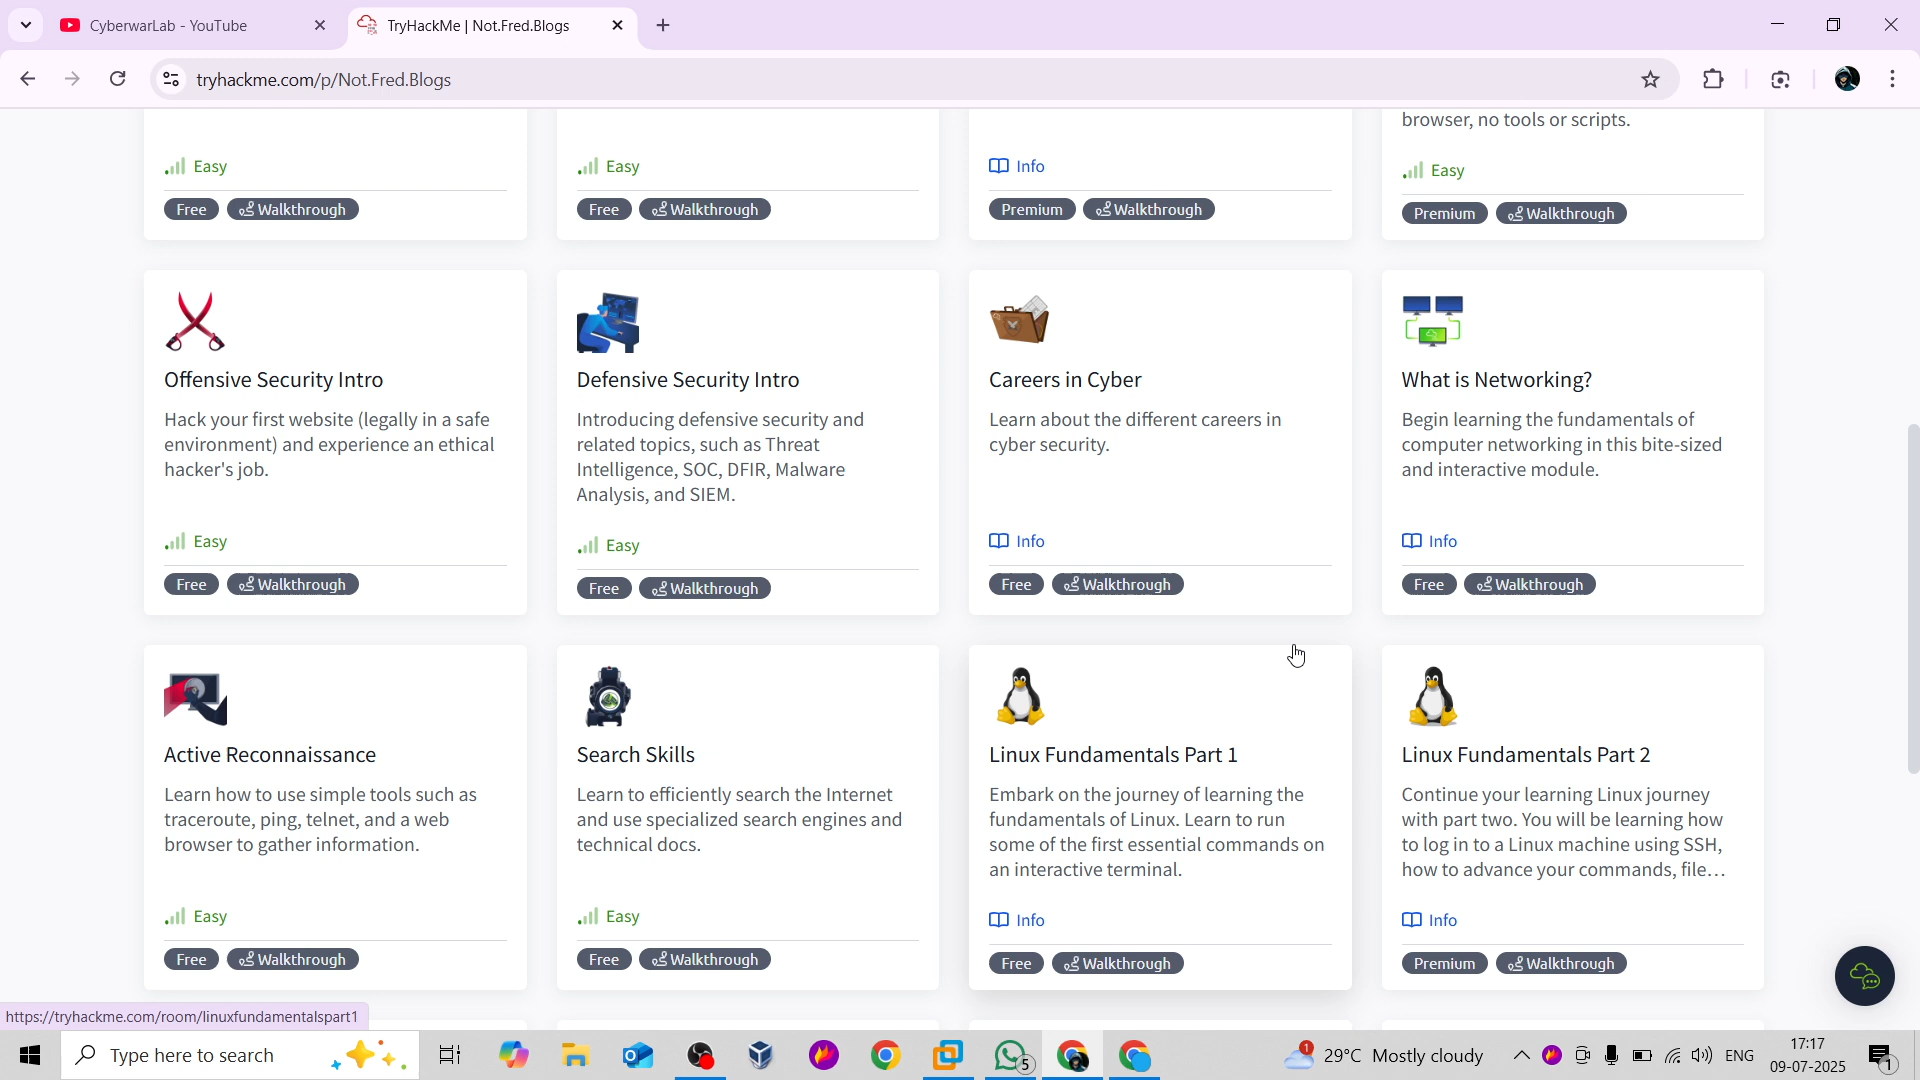 CyberwarLab - YouTube
TryHackMe | Not.Fred.Blogs
tryhackme.com/p/Not.Fred.Blogs
browser, no tools or scripts.
Easy
Easy
Info
Easy
Free Walkthrough
Free Walkthrough
Premium Walkthrough
Premium Walkthrough
Offensive Security Intro
Hack your first website (legally in a safe
environment) and experience an ethical
hacker's job.
Easy
Free Walkthrough
Defensive Security Intro
Introducing defensive security and
related topics, such as Threat
Intelligence, SOC, DFIR, Malware
Analysis, and SIEM.
Easy
Free Walkthrough
Careers in Cyber
Learn about the different careers in
cyber security.
Info
Free Walkthrough
What is Networking?
Begin learning the fundamentals of
computer networking in this bite-sized
and interactive module.
Info
Free Walkthrough
Active Reconnaissance
Learn how to use simple tools such as
traceroute, ping, telnet, and a web
browser to gather information.
Easy
Free Walkthrough
Search Skills
Learn to efficiently search the Internet
and use specialized search engines and
technical docs.
Easy
Free Walkthrough
Linux Fundamentals Part 1
Embark on the journey of learning the
fundamentals of Linux. Learn to run
some of the first essential commands on
an interactive terminal.
Info
Free Walkthrough
Linux Fundamentals Part 2
Continue your learning Linux journey
with part two. You will be learning how
to log in to a Linux machine using SSH,
how to advance your commands, file...
Info
Premium Walkthrough
https://tryhackme.com/room/linuxfundamentalspart1
Type here to search
5
1
29°C Mostly cloudy
ENG
17:17
09-07-2025
1